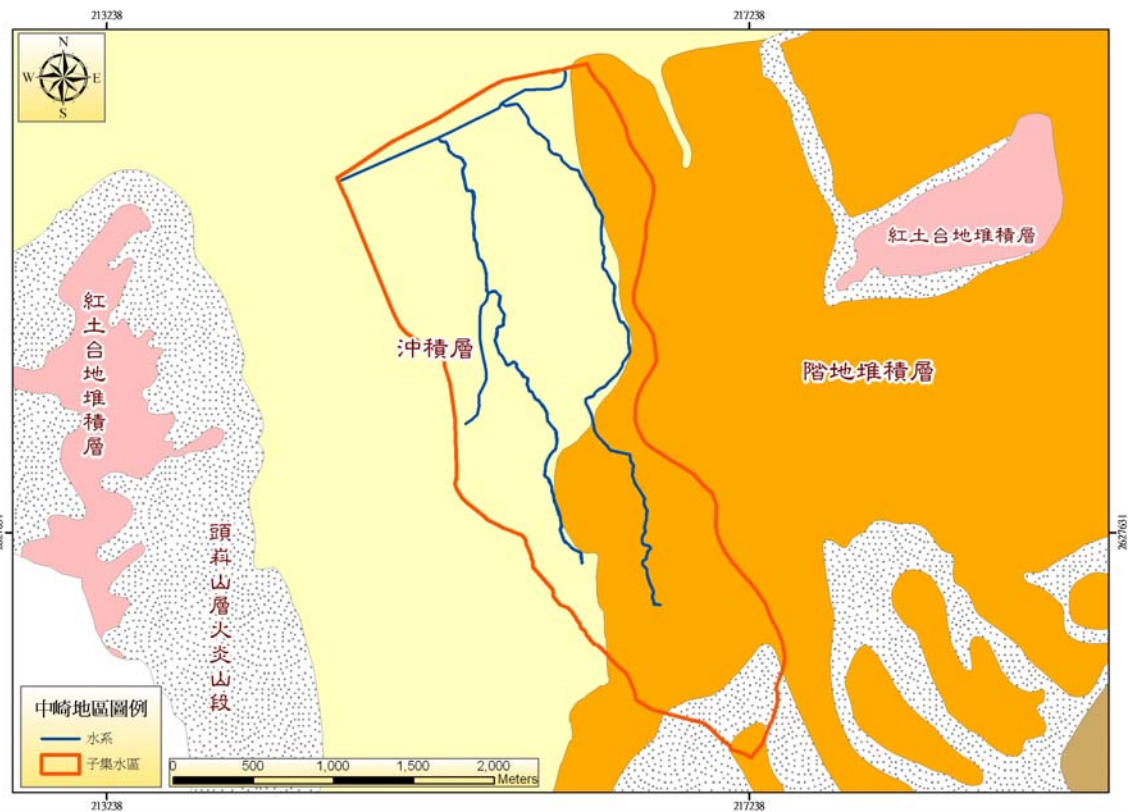 213238
217238
N
W
E
S
紅土台地堆積層
紅土台地堆積層
沖積層
階地堆積層
頭嵙山層火炎山段
2627631
中崎地區圖例
水系
子集水區
0 500 1,000 1,500 2,000
Meters
213238
217238